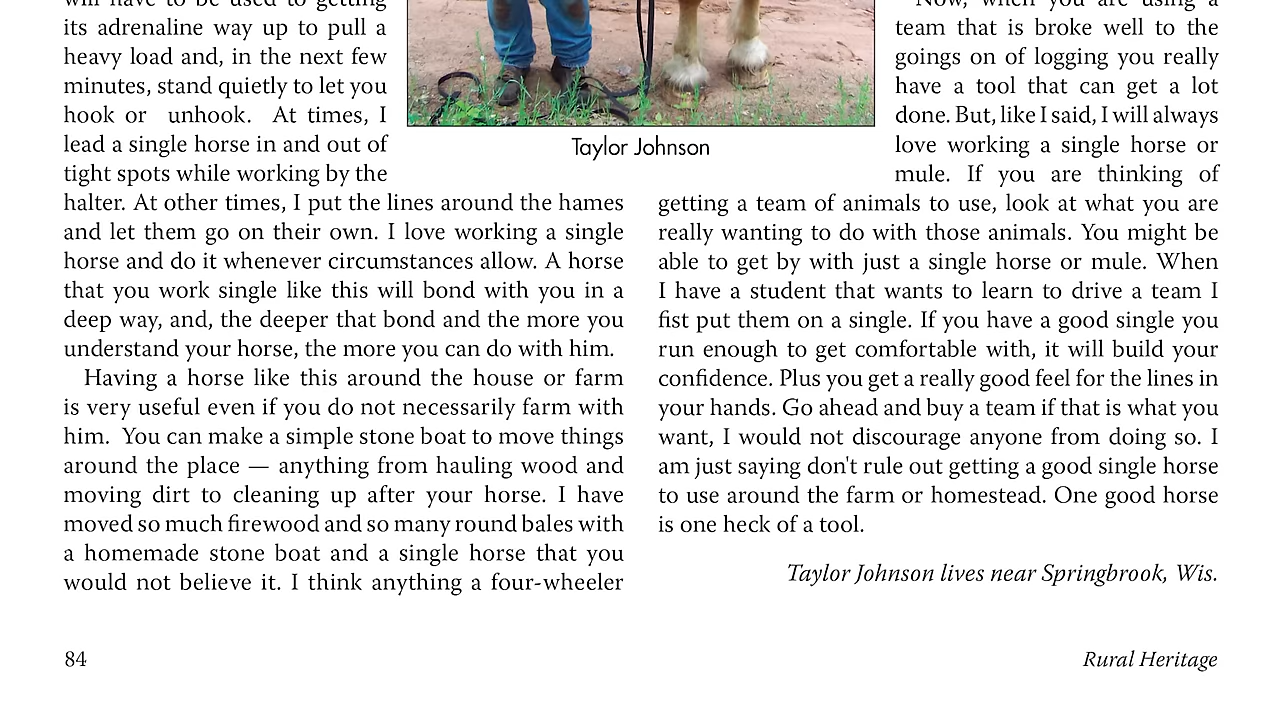 will have to be used to getting
its adrenaline way up to pull a
heavy load and, in the next few
minutes, stand quietly to let you
hook or unhook. At times, I
lead a single horse in and out of
tight spots while working by the
halter. At other times, I put the lines around the hames
and let them go on their own. I love working a single
horse and do it whenever circumstances allow. A horse
that you work single like this will bond with you in a
deep way, and, the deeper that bond and the more you
understand your horse, the more you can do with him.
Having a horse like this around the house or farm
is very useful even if you do not necessarily farm with
him. You can make a simple stone boat to move things
around the place — anything from hauling wood and
moving dirt to cleaning up after your horse. I have
moved so much firewood and so many round bales with
a homemade stone boat and a single horse that you
would not believe it. I think anything a four-wheeler
Taylor Johnson
Now, when you are using a
team that is broke well to the
goings on of logging you really
have a tool that can get a lot
done. But, like I said, I will always
love working a single horse or
mule. If you are thinking of
getting a team of animals to use, look at what you are
really wanting to do with those animals. You might be
able to get by with just a single horse or mule. When
I have a student that wants to learn to drive a team I
fist put them on a single. If you have a good single you
run enough to get comfortable with, it will build your
confidence. Plus you get a really good feel for the lines in
your hands. Go ahead and buy a team if that is what you
want, I would not discourage anyone from doing so. I
am just saying don't rule out getting a good single horse
to use around the farm or homestead. One good horse
is one heck of a tool.
Taylor Johnson lives near Springbrook, Wis.
84
Rural Heritage